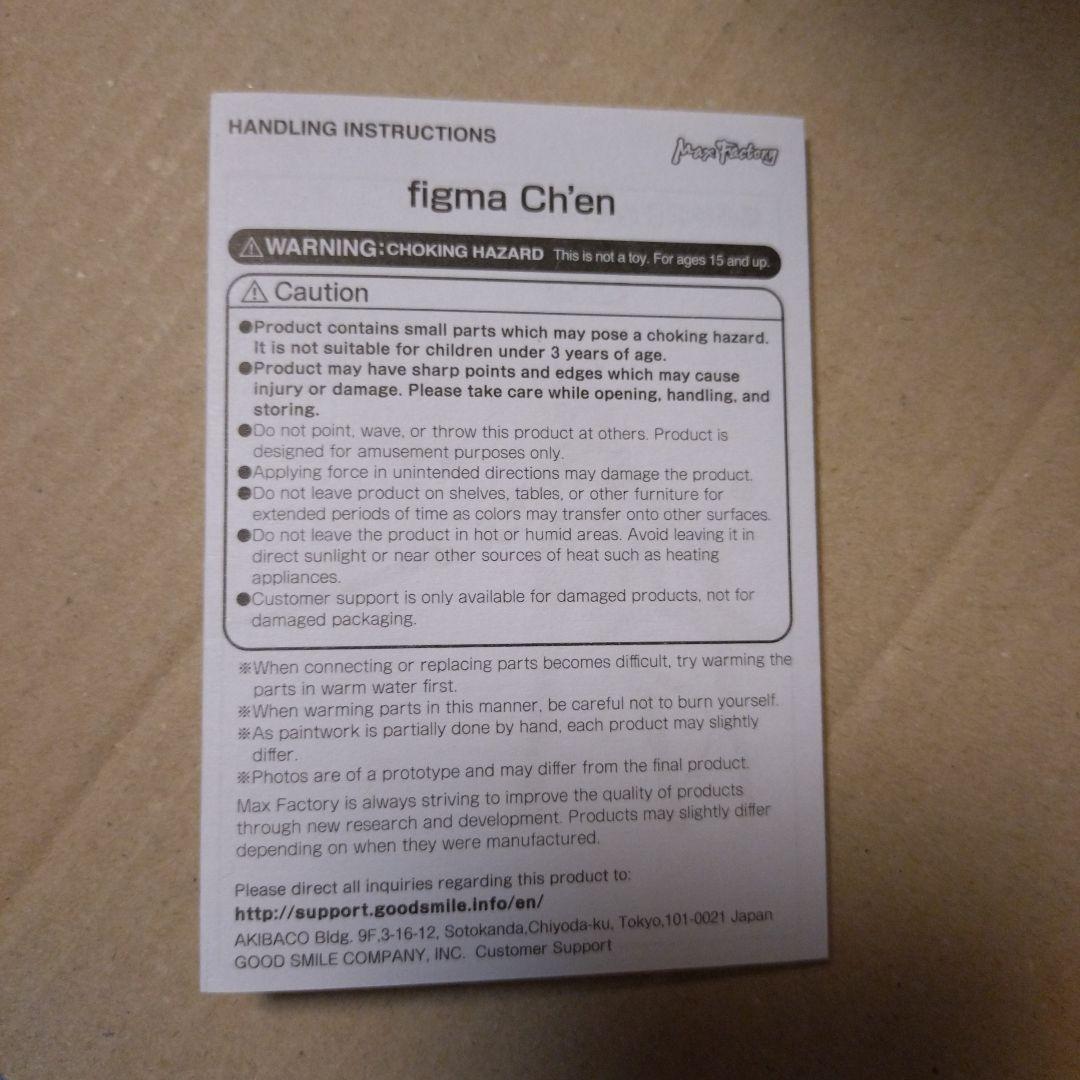 HANDLING INSTRUCTIONS
Max Factory
figma Ch'en
⚠WARNING:CHOKING HAZARD This is not a toy. For ages 15 and up.
⚠ Caution
●Product contains small parts which may pose a choking hazard.
It is not suitable for children under 3 years of age.
●Product may have sharp points and edges which may cause
injury or damage. Please take care while opening, handling, and
storing.
●Do not point, wave, or throw this product at others. Product is
designed for amusement purposes only.
●Applying force in unintended directions may damage the product.
●Do not leave product on shelves, tables, or other furniture for
extended periods of time as colors may transfer onto other surfaces.
●Do not leave the product in hot or humid areas. Avoid leaving it in
direct sunlight or near other sources of heat such as heating
appliances.
●Customer support is only available for damaged products, not for
damaged packaging.
※When connecting or replacing parts becomes difficult, try warming the
parts in warm water first.
※When warming parts in this manner, be careful not to burn yourself.
※As paintwork is partially done by hand, each product may slightly
differ.
※Photos are of a prototype and may differ from the final product.
Max Factory is always striving to improve the quality of products
through new research and development. Products may slightly differ
depending on when they were manufactured.
Please direct all inquiries regarding this product to:
http://support.goodsmile.info/en/
AKIBACO Bldg. 9F,3-16-12, Sotokanda,Chiyoda-ku, Tokyo,101-0021 Japan
GOOD SMILE COMPANY, INC. Customer Support